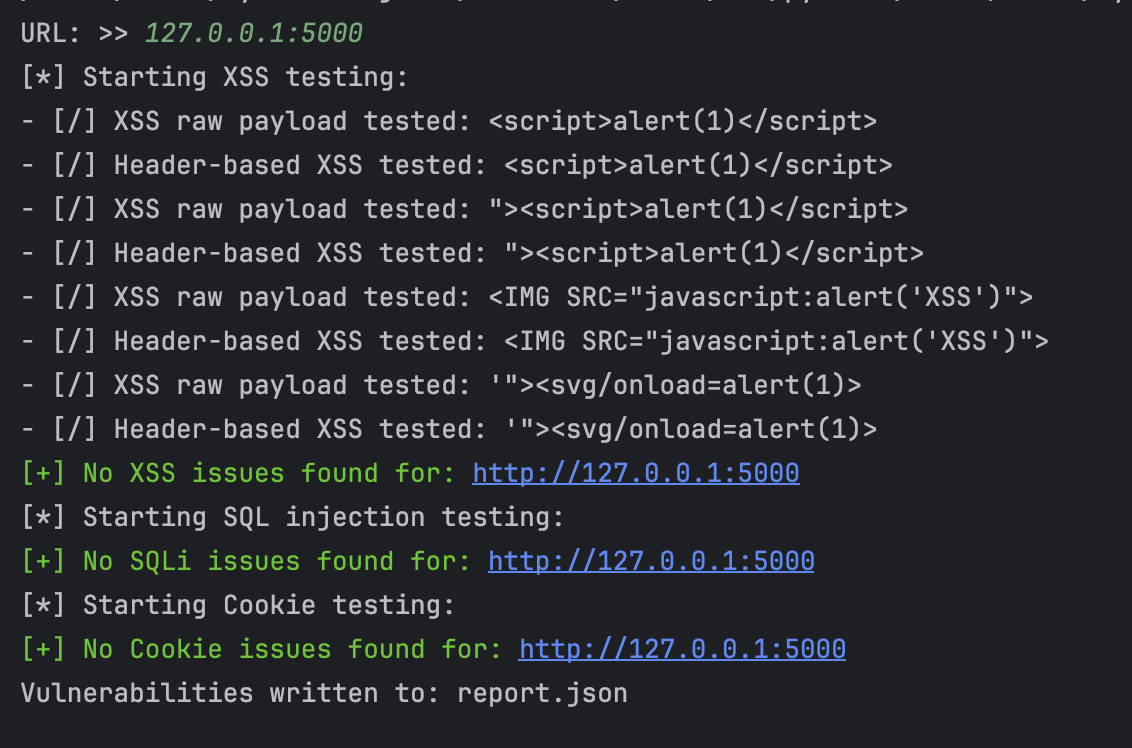 URL: >> 127.0.0.1:5000
[*] Starting XSS testing:
- [/] XSS raw payload tested: <script>alert(1)</script>
- [/] Header-based XSS tested: <script>alert(1)</script>
- [/] XSS raw payload tested: "><script>alert(1)</script>
- [/] Header-based XSS tested: "><script>alert(1)</script>
- [/] XSS raw payload tested: <IMG SRC="javascript:alert('XSS')">
- [/] Header-based XSS tested: <IMG SRC="javascript:alert('XSS')">
- [/] XSS raw payload tested: '"><svg/onload=alert(1)>
- [/] Header-based XSS tested: '"><svg/onload=alert(1)>
[+] No XSS issues found for: http://127.0.0.1:5000
[*] Starting SQL injection testing:
[+] No SQLi issues found for: http://127.0.0.1:5000
[*] Starting Cookie testing:
[+] No Cookie issues found for: http://127.0.0.1:5000
Vulnerabilities written to: report.json